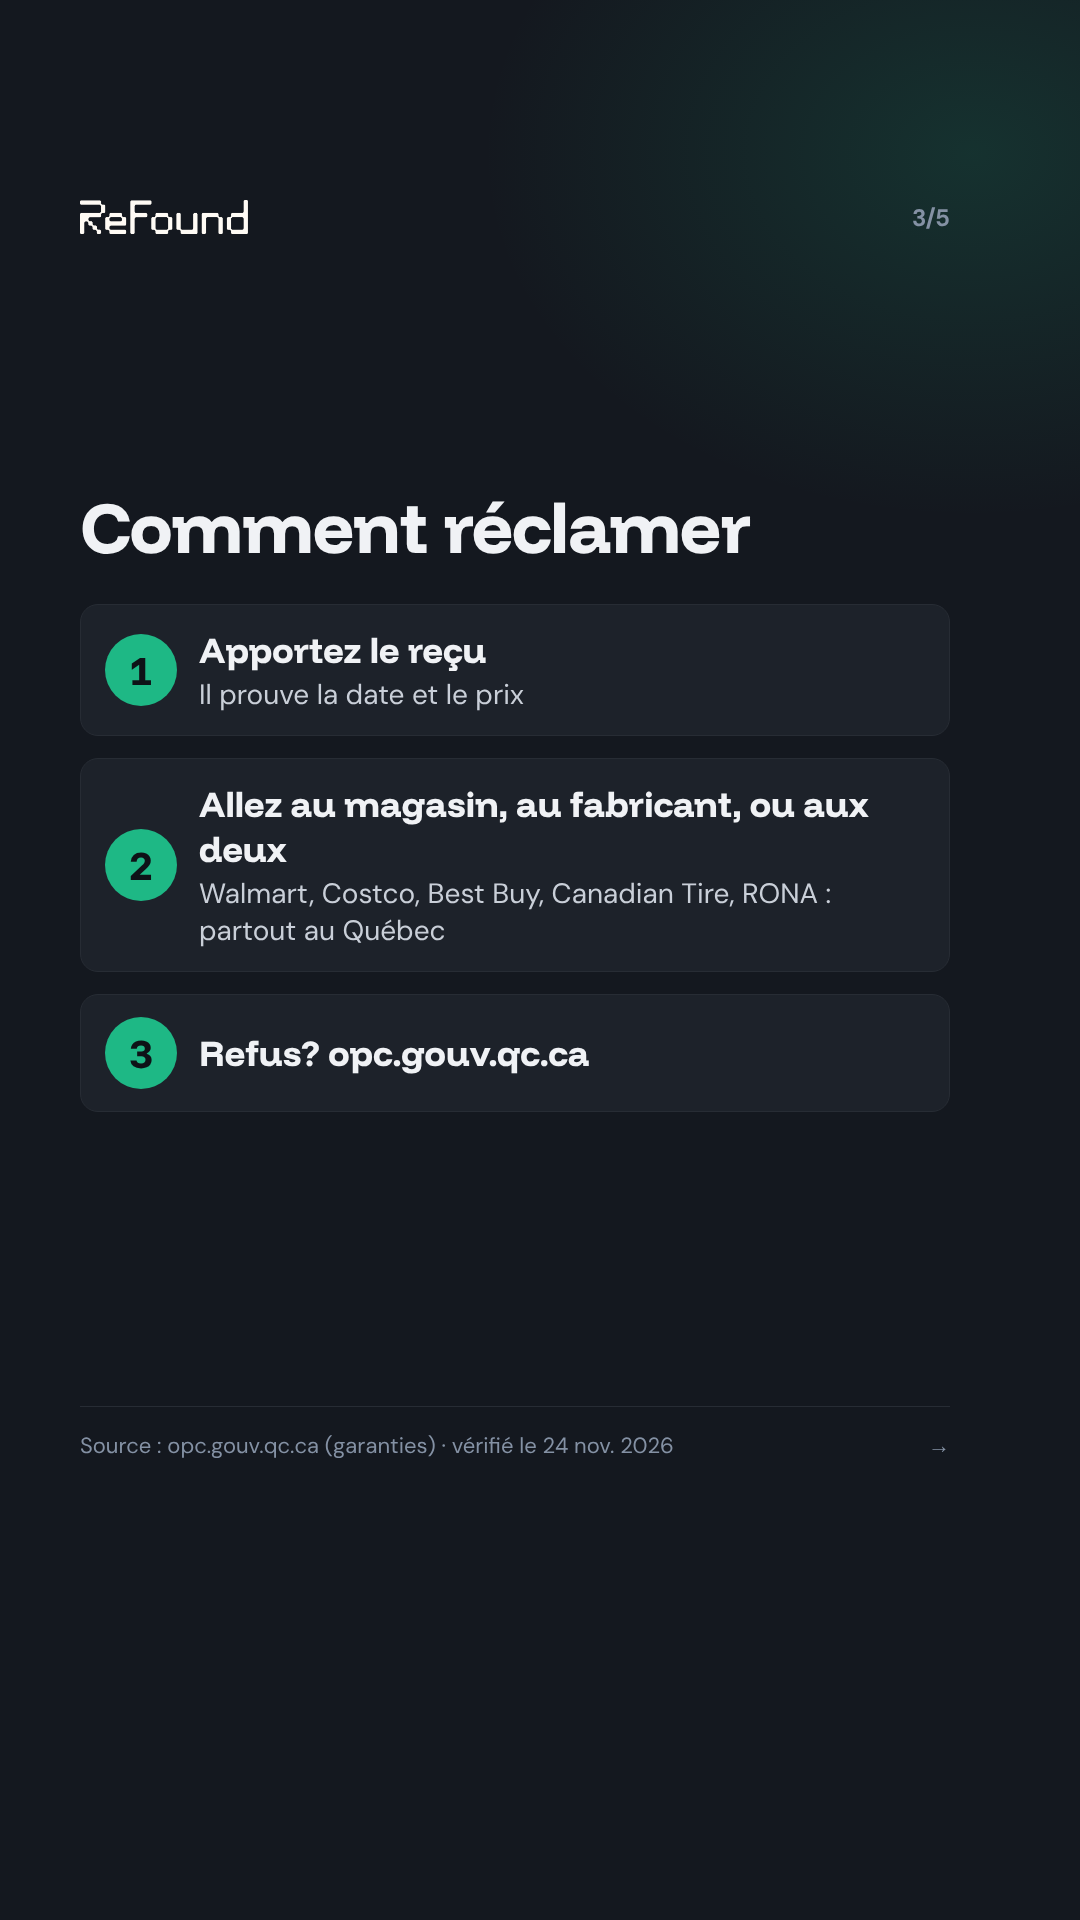 ReFound
3/5
Comment réclamer
1
Apportez le reçu
Il prouve la date et le prix
2
Allez au magasin, au fabricant, ou aux
deux
Walmart, Costco, Best Buy, Canadian Tire, RONA :
partout au Québec
3
Refus? opc.gouv.qc.ca
Source : opc.gouv.qc.ca (garanties) · vérifié le 24 nov. 2026 →